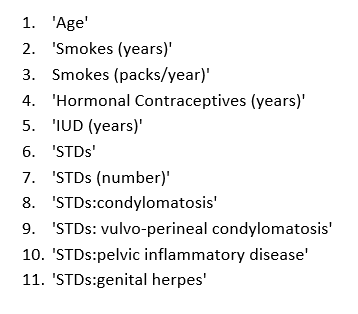 1. 'Age'
2. 'Smokes (years)'
3. Smokes (packs/year)'
4. 'Hormonal Contraceptives (years)'
5. 'IUD (years)'
6. 'STDs'
7. 'STDs (number)'
8. 'STDs:condylomatosis'
9. 'STDs: vulvo-perineal condylomatosis'
10. 'STDs:pelvic inflammatory disease'
11. 'STDs:genital herpes'